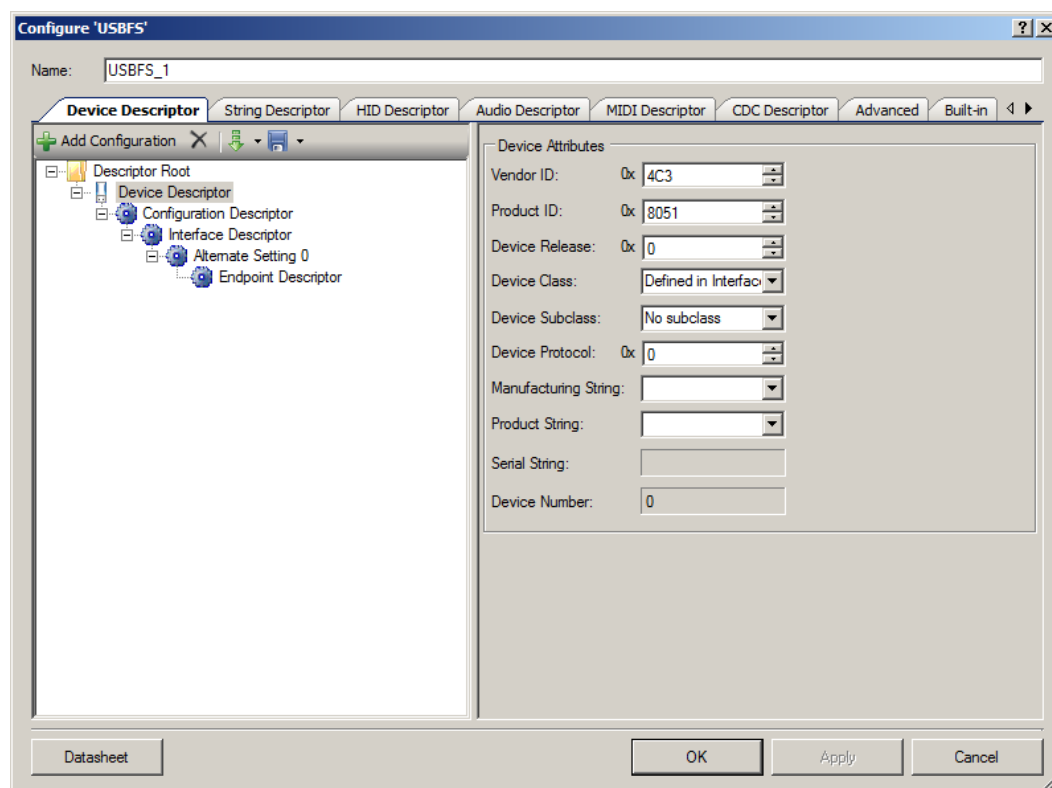 Configure 'USBFS'
Name: USBFS_1
Device Descriptor String Descriptor HID Descriptor Audio Descriptor MIDI Descriptor CDC Descriptor Advanced Built-in
Add Configuration
Descriptor Root
Device Descriptor
Configuration Descriptor
Interface Descriptor
Alternate Setting 0
Endpoint Descriptor
Device Attributes
Vendor ID: 0x 4C3
Product ID: 0x 8051
Device Release: 0x 0
Device Class: Defined in Interfac
Device Subclass: No subclass
Device Protocol: 0x 0
Manufacturing String:
Product String:
Serial String:
Device Number: 0
Datasheet OK Apply Cancel